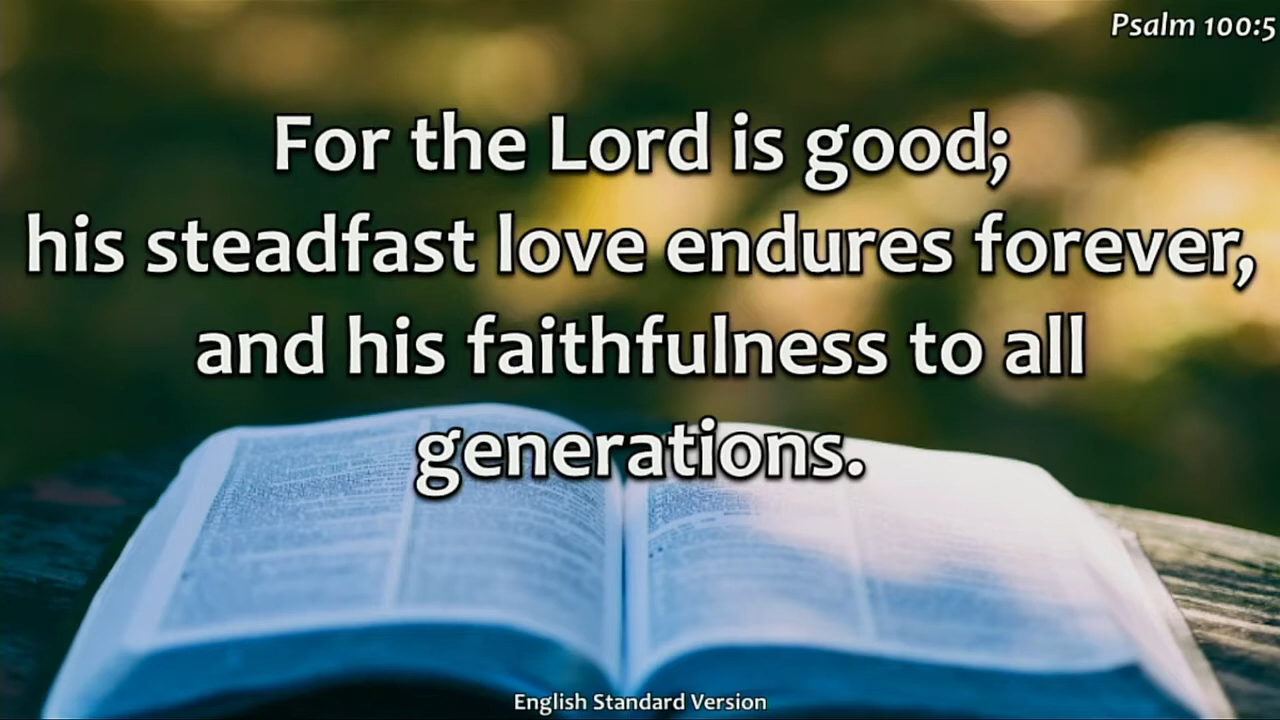 Psalm 100:5
For the Lord is good;
his steadfast love endures forever,
and his faithfulness to all
generations.
English Standard Version